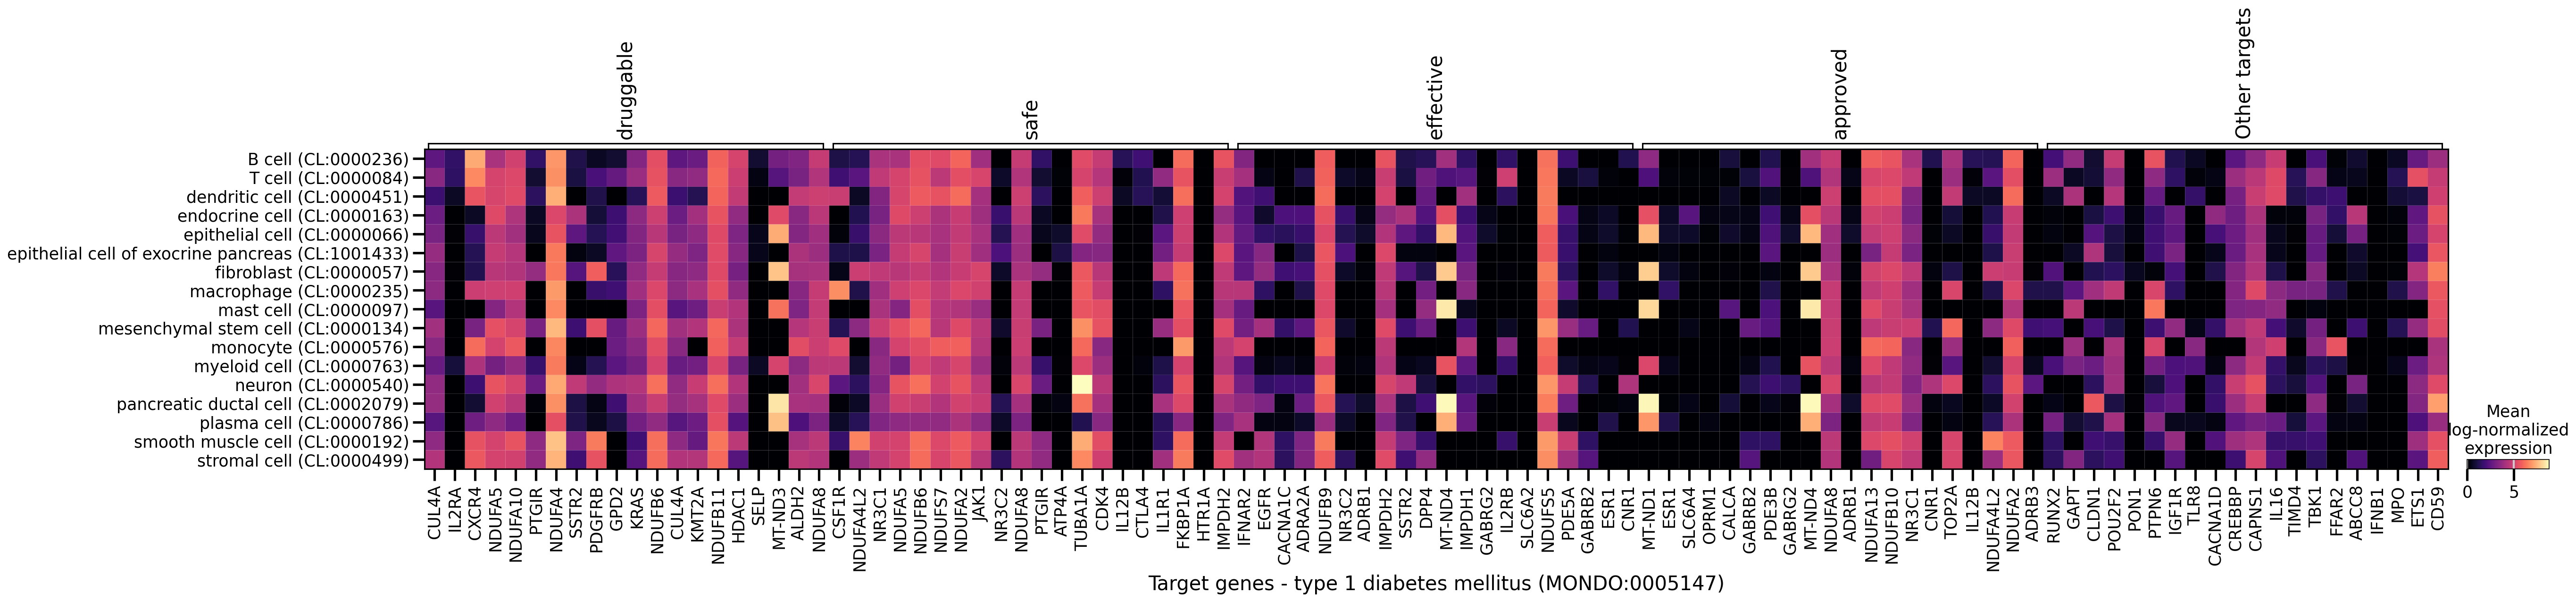 druggable
safe
effective
approved
Other targets
B cell (CL:0000236)
T cell (CL:0000084)
dendritic cell (CL:0000451)
endocrine cell (CL:0000163)
epithelial cell (CL:0000066)
epithelial cell of exocrine pancreas (CL:1001433)
fibroblast (CL:0000057)
macrophage (CL:0000235)
mast cell (CL:0000097)
mesenchymal stem cell (CL:0000134)
monocyte (CL:0000576)
myeloid cell (CL:0000763)
neuron (CL:0000540)
pancreatic ductal cell (CL:0002079)
plasma cell (CL:0000786)
smooth muscle cell (CL:0000192)
stromal cell (CL:0000499)
CUL4A
IL2RA
CXCR4
NDUFA5
NDUFA10
PTGIR
NDUFA4
SSTR2
PDGFRB
GPD2
KRAS
NDUFB6
CUL4A
KMT2A
NDUFB11
HDAC1
SELP
MT-ND3
ALDH2
NDUFA8
CSF1R
NDUFA4L2
NR3C1
NDUFA5
NDUFB6
NDUFS7
NDUFA2
JAK1
NR3C2
NDUFA8
PTGIR
ATP4A
TUBA1A
CDK4
IL12B
CTLA4
IL1R1
FKBP1A
HTR1A
IMPDH2
IFNAR2
EGFR
CACNA1C
ADRA2A
NDUFB9
NR3C2
ADRB1
IMPDH2
SSTR2
DPP4
MT-ND4
IMPDH1
GABRG2
IL2RB
SLC6A2
NDUFS5
PDE5A
GABRB2
ESR1
CNR1
MT-ND1
ESR1
SLC6A4
OPRM1
CALCA
GABRB2
PDE3B
GABRG2
MT-ND4
NDUFA8
ADRB1
NDUFA13
NDUFB10
NR3C1
CNR1
TOP2A
IL12B
NDUFA4L2
NDUFA2
ADRB3
RUNX2
GAPT
CLDN1
POU2F2
PON1
PTPN6
IGF1R
TLR8
CACNA1D
CREBBP
CAPNS1
IL16
TIMD4
TBK1
FFAR2
ABCC8
IFNB1
MPO
ETS1
CD59
Target genes - type 1 diabetes mellitus (MONDO:0005147)
Mean
log-normalized
expression
0 5